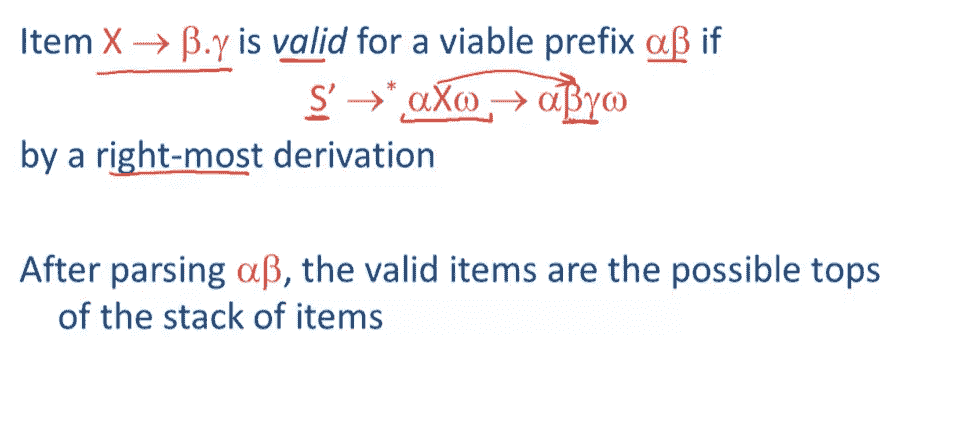 Item X → β.γ is valid for a viable prefix αβ if
S’ →* αXω → αβγω
by a right-most derivation
After parsing αβ, the valid items are the possible tops
of the stack of items